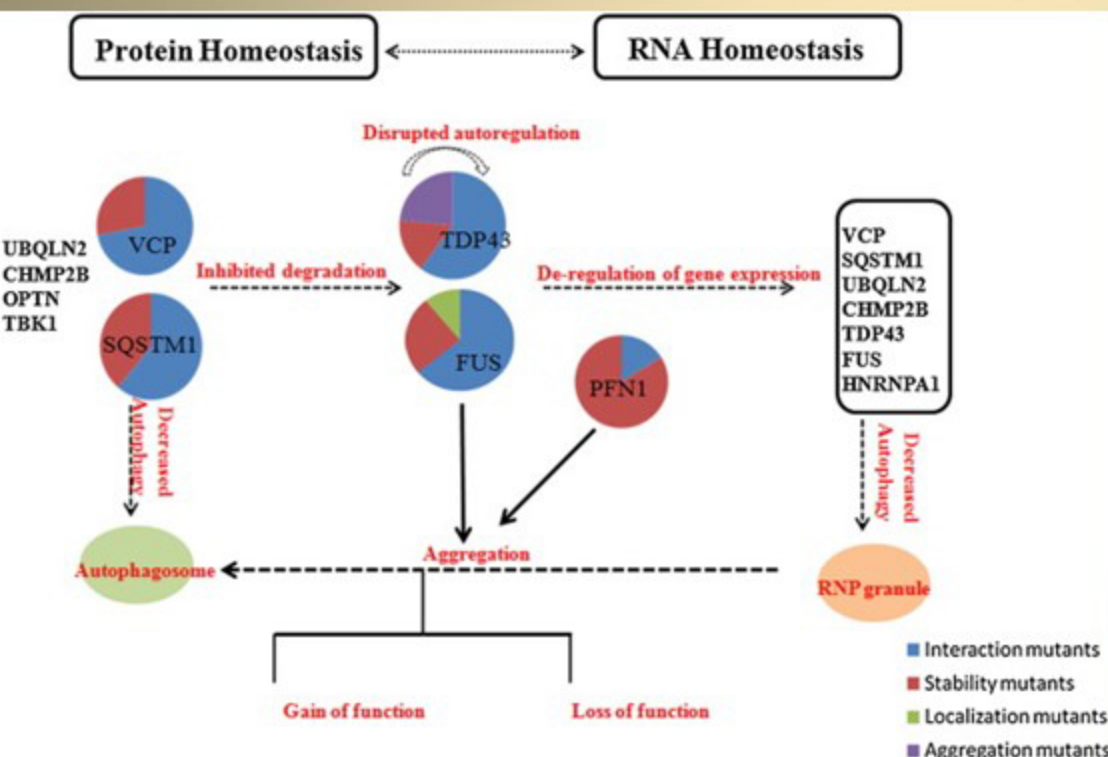 Protein Homeostasis
RNA Homeostasis
Disrupted autoregulation
UBQLN2
CHMP2B
OPTN
TBK1
VCP
SQSTM1
Inhibited degradation
TDP43
FUS
De-regulation of gene expression
PFN1
VCP
SQSTM1
UBQLN2
CHMP2B
TDP43
FUS
HNRNPA1
Decreased
Autophagy
Decreased
Autophagy
Autophagosome
Aggregation
RNP granule
Gain of function
Loss of function
Interaction mutants
Stability mutants
Localization mutants
Aggregation mutants